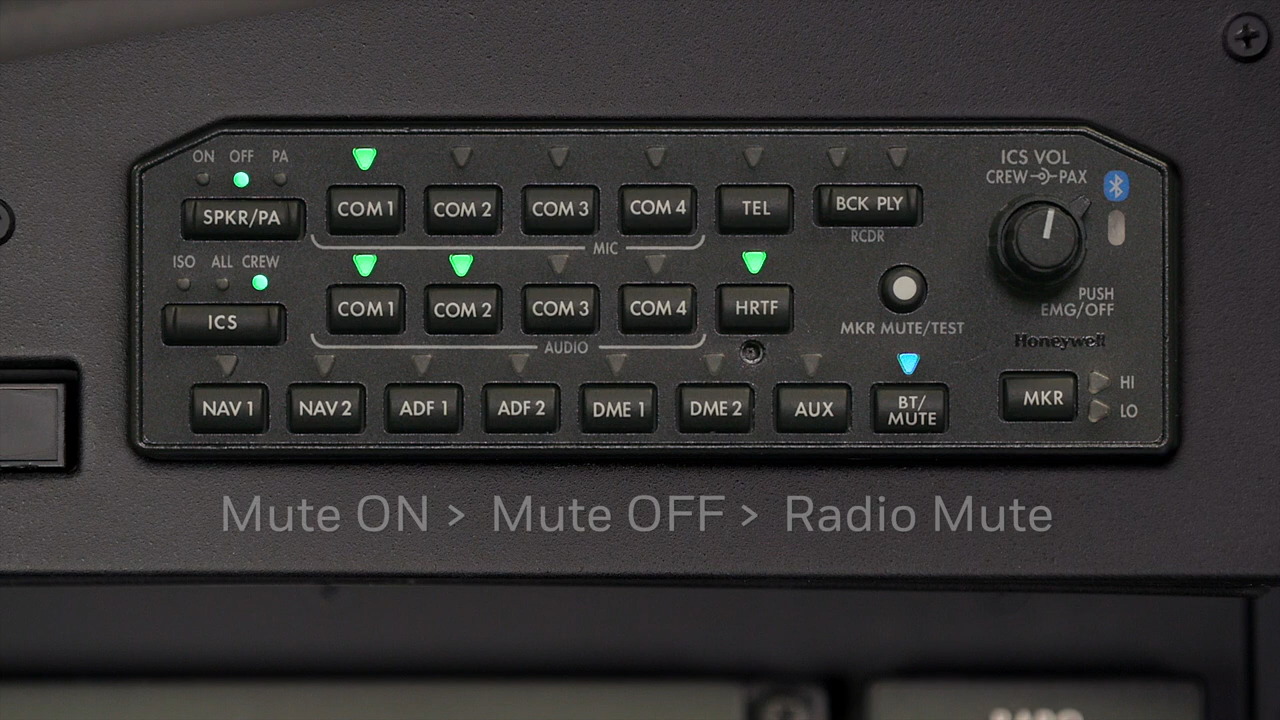 ON OFF PA
SPKR/PA
COM 1 COM 2 COM 3 COM 4 TEL BCK PLY
MIC
RCDR
ICS VOL
CREW PAX
ISO ALL CREW
ICS
COM 1 COM 2 COM 3 COM 4 HRTF
AUDIO
MKR MUTE/TEST
PUSH
EMG/OFF
Honeywell
NAV 1 NAV 2 ADF 1 ADF 2 DME 1 DME 2 AUX
BT/
MUTE
MKR
HI
LO
Mute ON > Mute OFF > Radio Mute